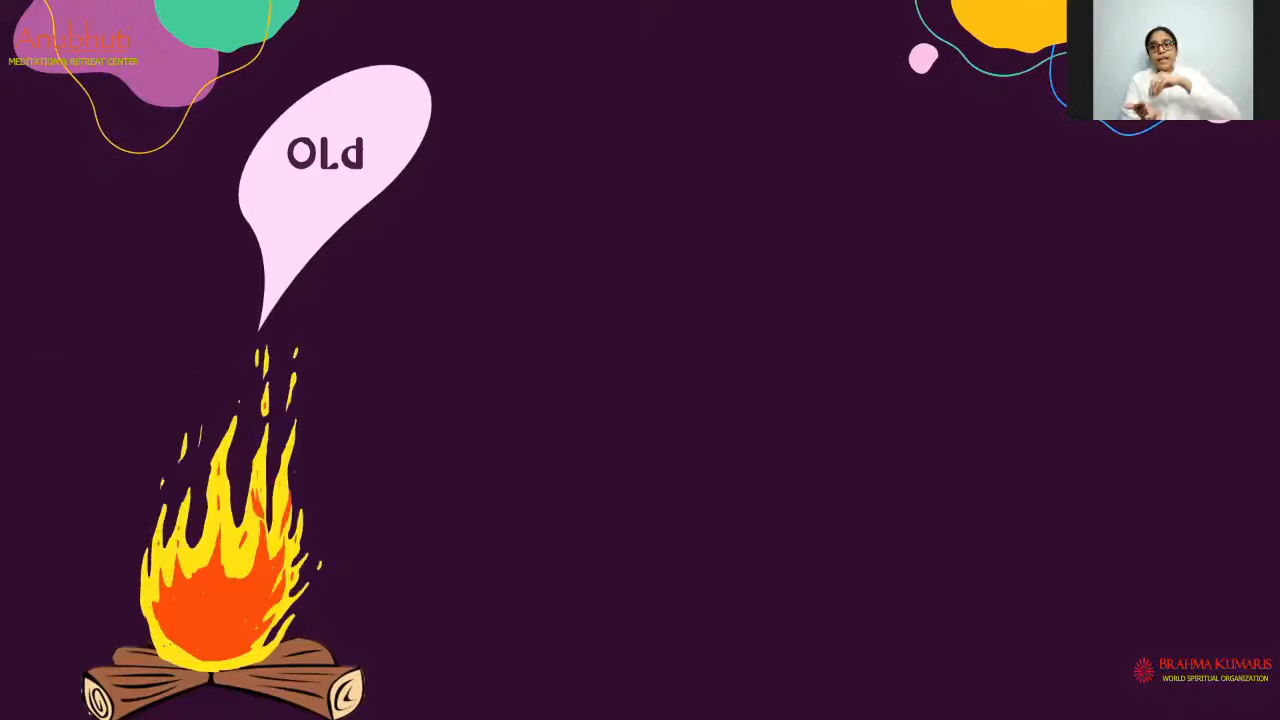 Anubhuti
MEDITATION & RETREAT CENTER
OLd
BRAHMA KUMARIS
WORLD SPIRITUAL ORGANIZATION